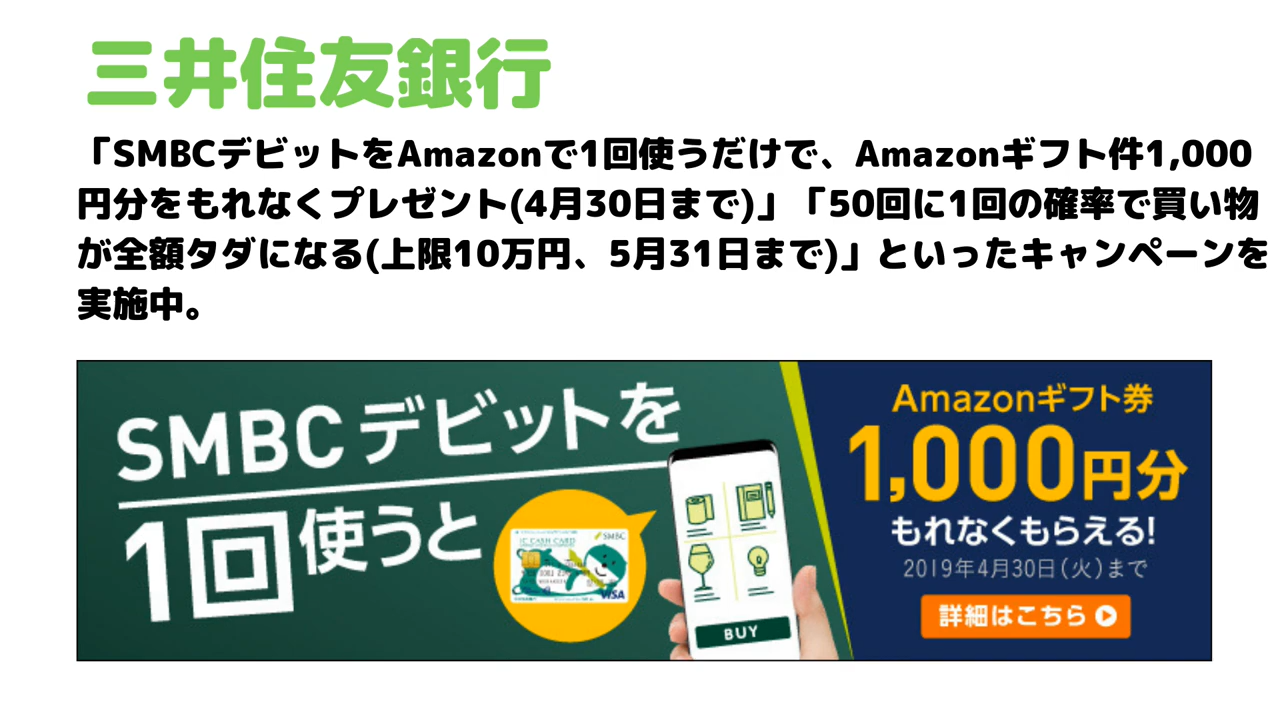 三井住友銀行
「SMBCデビットをAmazonで1回使うだけで、Amazonギフト件1,000
円分をもれなくプレゼント(4月30日まで)」「50回に1回の確率で買い物
が全額タダになる(上限10万円、5月31日まで)」といったキャンペーンを
実施中。
SMBCデビットを
1回使うと
IC CASH CARD
SMBC
VISA
BUY
Amazonギフト券
1,000円分
もれなくもらえる!
2019年4月30日(火)まで
詳細はこちら